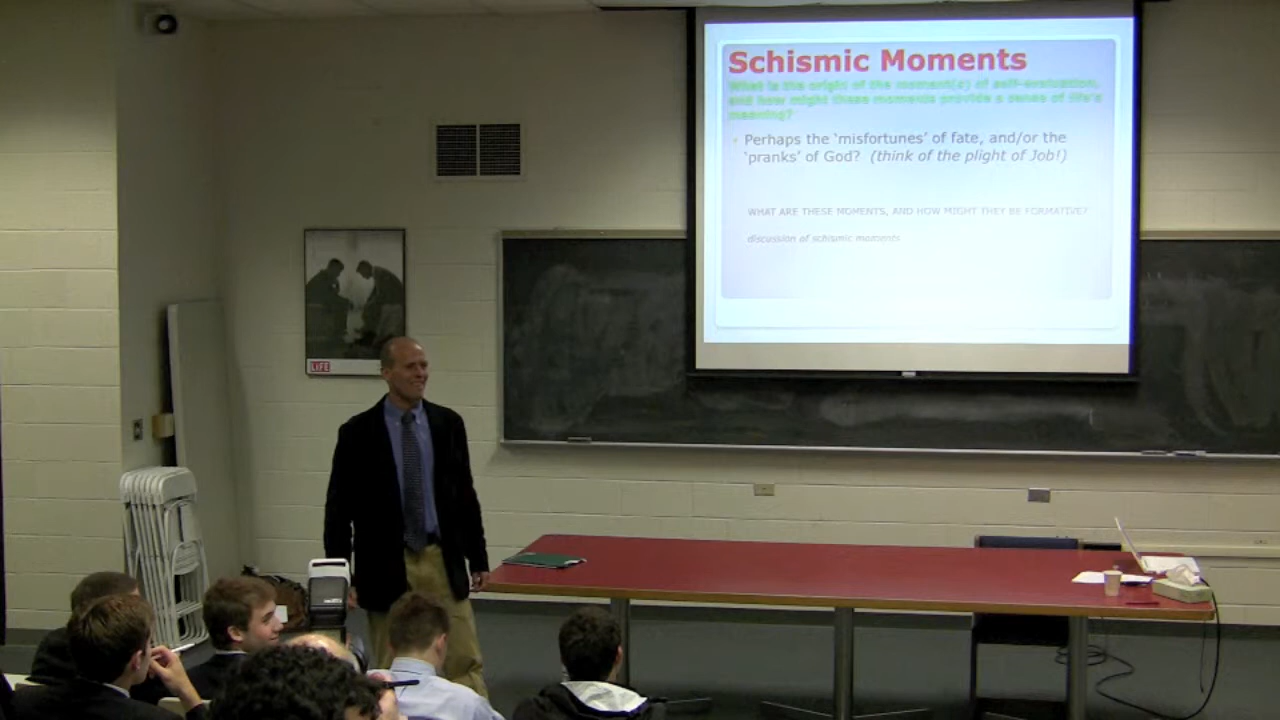 Schismic Moments
What is the origin of the moment(s) of self-evaluation,
and how might these moments provide a sense of life's
meaning?
Perhaps the 'misfortunes' of fate, and/or the
'pranks' of God? (think of the plight of Job!)
WHAT ARE THESE MOMENTS, AND HOW MIGHT THEY BE FORMATIVE?
discussion of schismic moments
LIFE